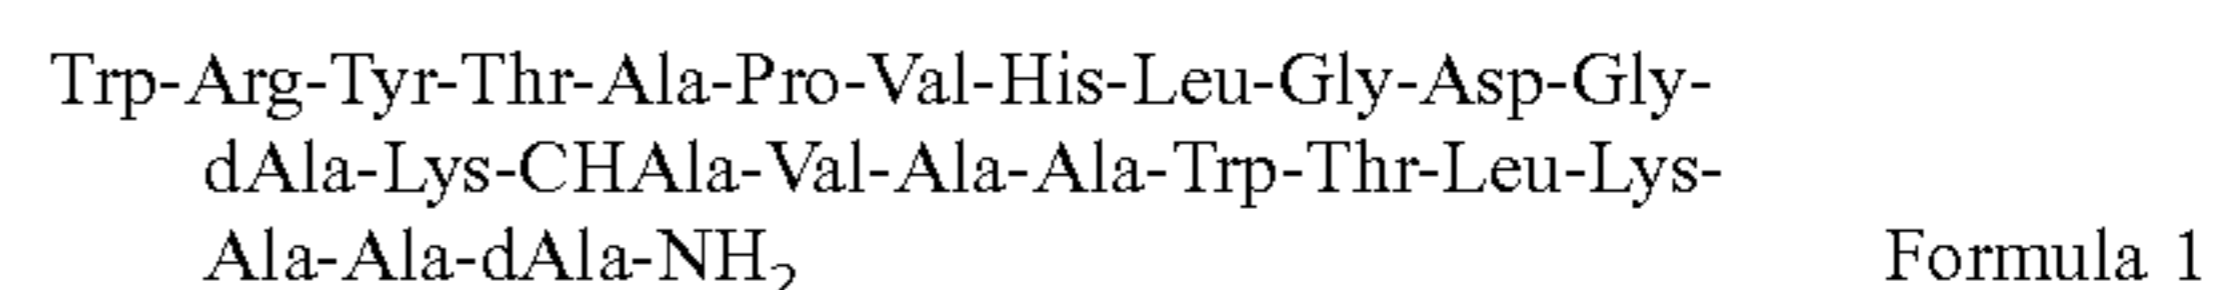 Trp-Arg-Tyr-Thr-Ala-Pro-Val-His-Leu-Gly-Asp-Gly-
dAla-Lys-CHAla-Val-Ala-Ala-Trp-Thr-Leu-Lys-
Ala-Ala-dAla-NH₂ Formula 1